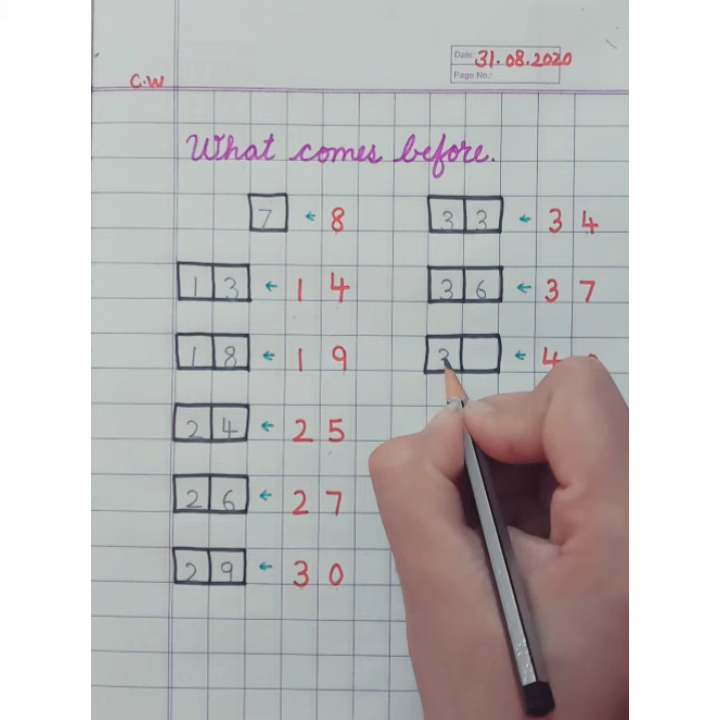 Date: 31.08.2020
Page No.:
C.W
What comes before.
7 ← 8
13 ← 14
18 ← 19
24 ← 25
26 ← 27
29 ← 30
33 ← 34
36 ← 37
3 ← 4